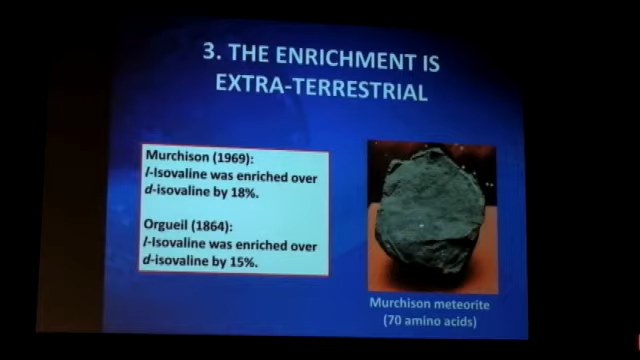 3. THE ENRICHMENT IS
EXTRA-TERRESTRIAL
Murchison (1969):
l-Isovaline was enriched over
d-isovaline by 18%.
Orgueil (1864):
l-Isovaline was enriched over
d-isovaline by 15%.
Murchison meteorite
(70 amino acids)